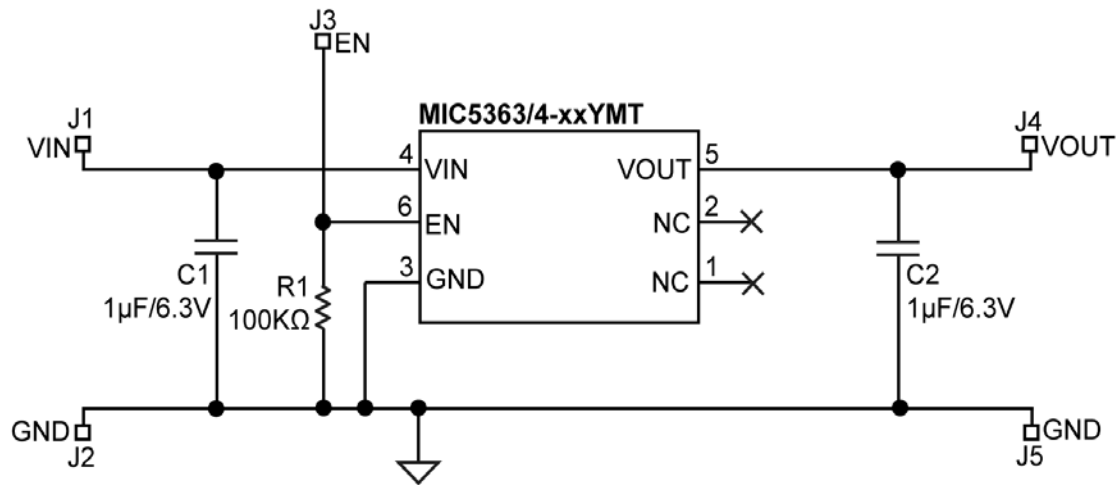 J3
EN
MIC5363/4-xxYMT
J1
VIN
4
VIN
VOUT
5
J4
VOUT
6
EN
NC
2
3
GND
NC
1
C1
1µF/6.3V
R1
100KΩ
C2
1µF/6.3V
GND
J2
GND
J5